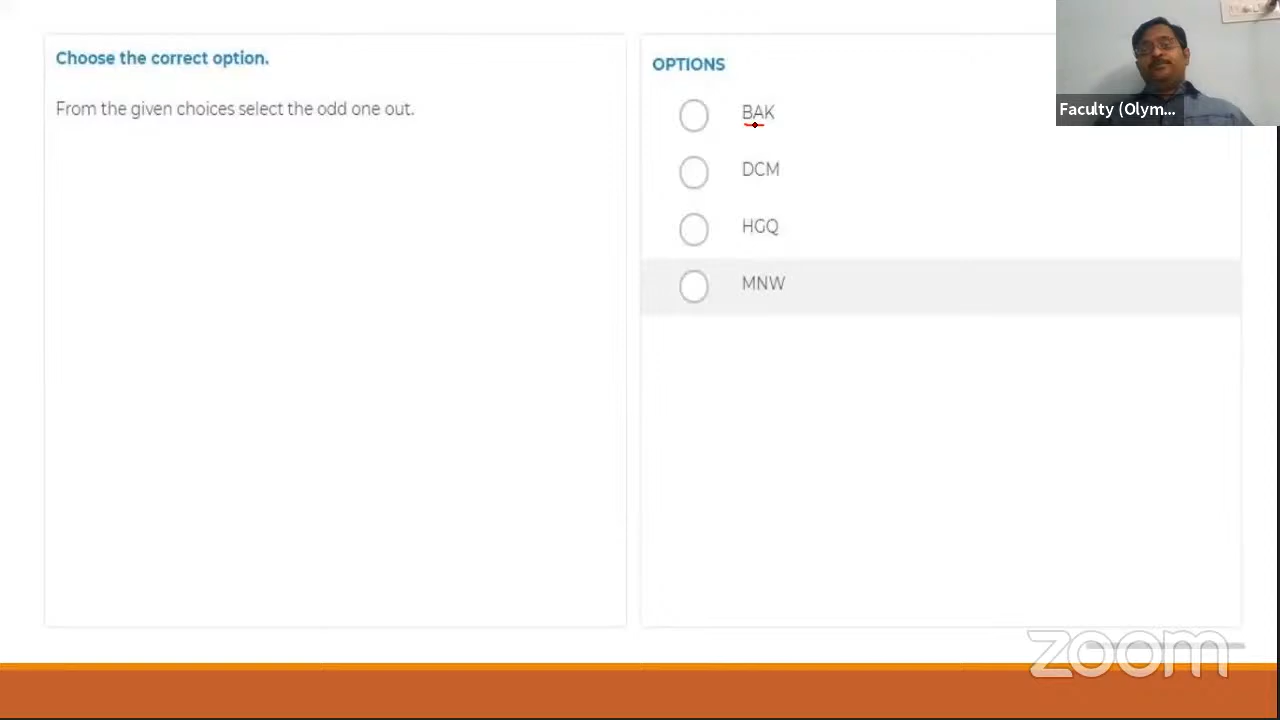 Choose the correct option.
From the given choices select the odd one out.
OPTIONS
BAK
DCM
HGQ
MNW
Faculty (Olym...
zoom